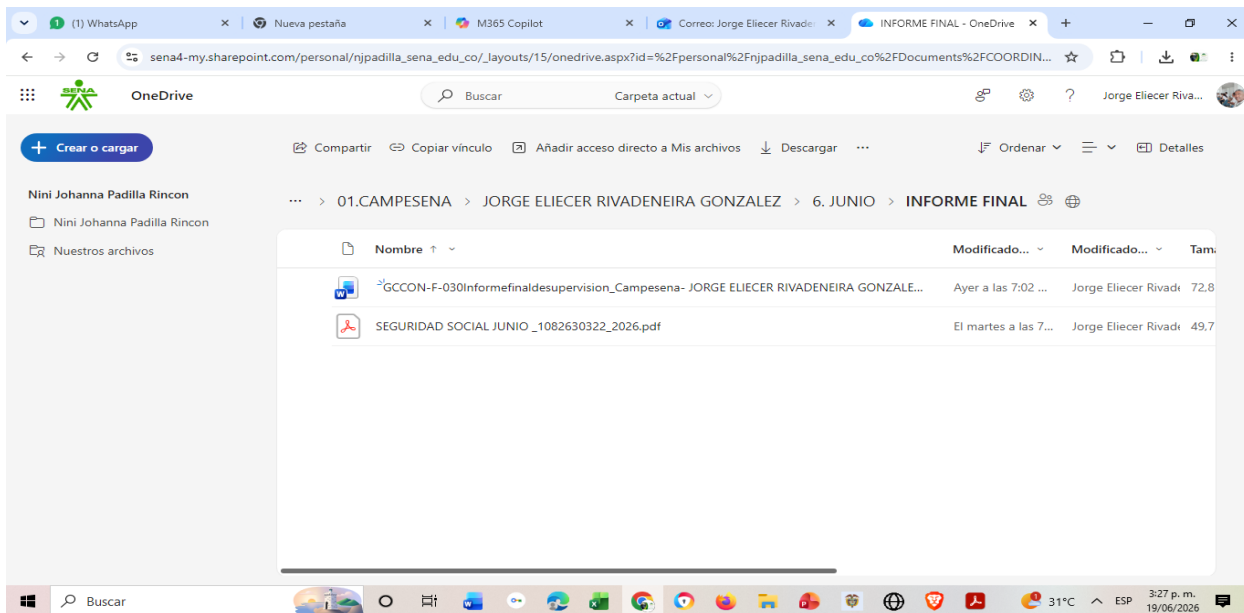 (1) WhatsApp
Nueva pestaña
M365 Copilot
Correo: Jorge Eliecer Rivade
INFORME FINAL - OneDrive
sena4-my.sharepoint.com/personal/njpadilla_sena_edu_co/_layouts/15/onedrive.aspx?id=%2Fpersonal%2Fnjpadilla_sena_edu_co%2FDocuments%2FCOORDIN...
SENA
OneDrive
Buscar
Carpeta actual
Jorge Eliecer Riva...
Crear o cargar
Compartir
Copiar vínculo
Añadir acceso directo a Mis archivos
Descargar
...
Ordenar
Detalles
Nini Johanna Padilla Rincon
Nini Johanna Padilla Rincon
Nuestros archivos
... > 01.CAMPESENA > JORGE ELIECER RIVADENEIRA GONZALEZ > 6. JUNIO > INFORME FINAL
Nombre Modificado... Modificado... Tam
GCCON-F-030Informefinaldesupervision_Campesena- JORGE ELIECER RIVADENEIRA GONZALE... Ayer a las 7:02 ... Jorge Eliecer Rivade 72,8
SEGURIDAD SOCIAL JUNIO _1082630322_2026.pdf El martes a las 7... Jorge Eliecer Rivade 49,7
Buscar
31°C
ESP
3:27 p. m.
19/06/2026